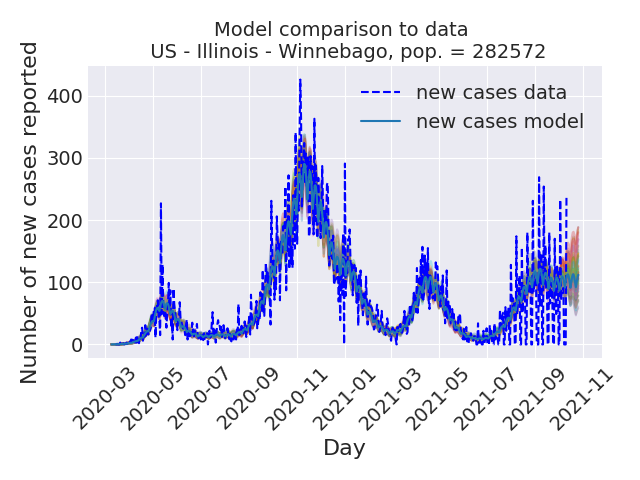 Model comparison to data
US - Illinois - Winnebago, pop. = 282572
Number of new cases reported
400
300
200
100
0
new cases data
new cases model
2020-03
2020-05
2020-07
2020-09
2020-11
2021-01
2021-03
2021-05
2021-07
2021-09
2021-11
Day